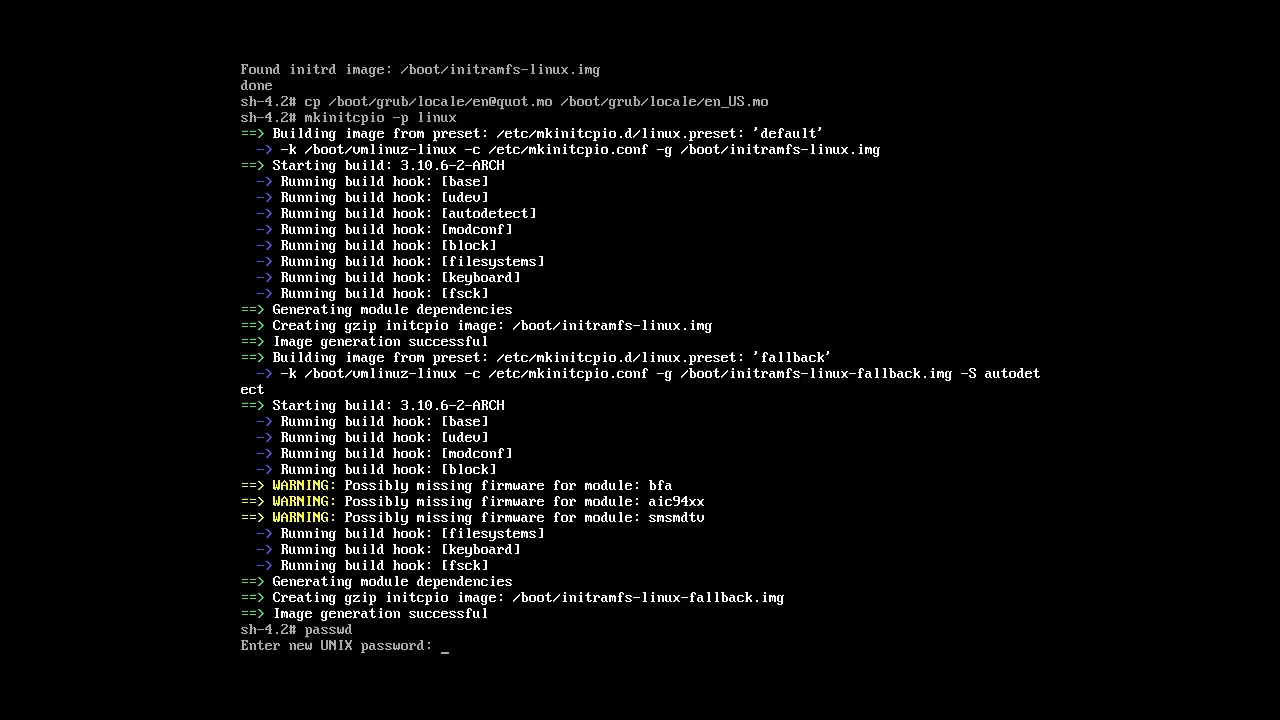 Found initrd image: /boot/initramfs-linux.img
done
sh-4.2# cp /boot/grub/locale/en@quot.mo /boot/grub/locale/en_US.mo
sh-4.2# mkinitcpio -p linux
==> Building image from preset: /etc/mkinitcpio.d/linux.preset: 'default'
  -> -k /boot/vmlinuz-linux -c /etc/mkinitcpio.conf -g /boot/initramfs-linux.img
==> Starting build: 3.10.6-2-ARCH
  -> Running build hook: [base]
  -> Running build hook: [udev]
  -> Running build hook: [autodetect]
  -> Running build hook: [modconf]
  -> Running build hook: [block]
  -> Running build hook: [filesystems]
  -> Running build hook: [keyboard]
  -> Running build hook: [fsck]
==> Generating module dependencies
==> Creating gzip initcpio image: /boot/initramfs-linux.img
==> Image generation successful
==> Building image from preset: /etc/mkinitcpio.d/linux.preset: 'fallback'
  -> -k /boot/vmlinuz-linux -c /etc/mkinitcpio.conf -g /boot/initramfs-linux-fallback.img -S autodet
ect
==> Starting build: 3.10.6-2-ARCH
  -> Running build hook: [base]
  -> Running build hook: [udev]
  -> Running build hook: [modconf]
  -> Running build hook: [block]
==> WARNING: Possibly missing firmware for module: bfa
==> WARNING: Possibly missing firmware for module: aic94xx
==> WARNING: Possibly missing firmware for module: smsmdtv
  -> Running build hook: [filesystems]
  -> Running build hook: [keyboard]
  -> Running build hook: [fsck]
==> Generating module dependencies
==> Creating gzip initcpio image: /boot/initramfs-linux-fallback.img
==> Image generation successful
sh-4.2# passwd
Enter new UNIX password: _